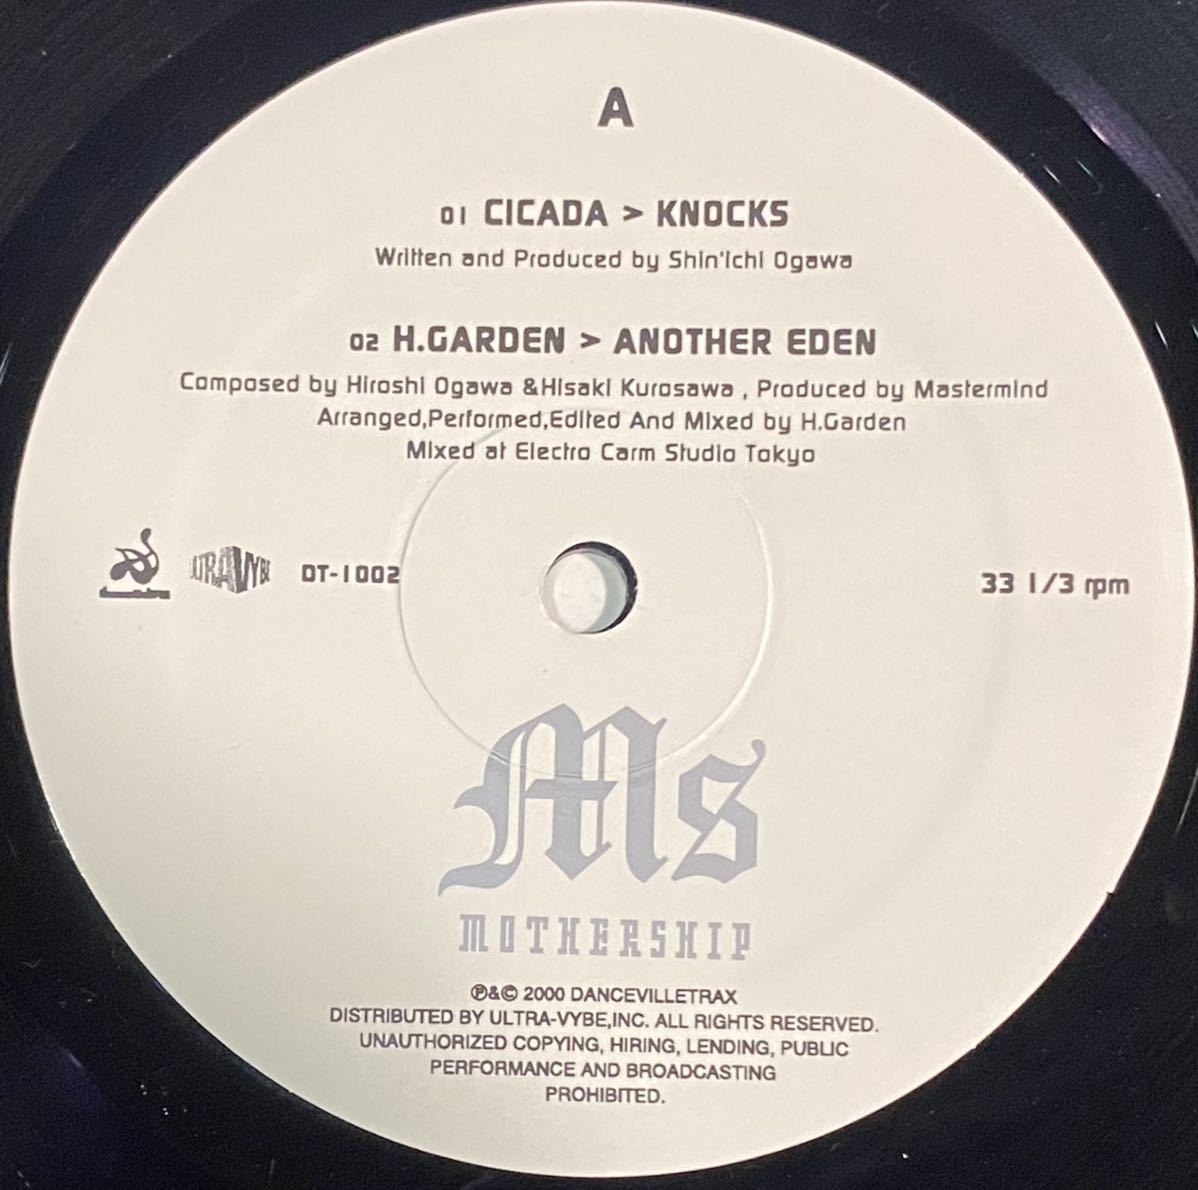 A
01 CICADA > KNOCKS
Written and Produced by Shin'Ichi Ogawa
02 H.GARDEN > ANOTHER EDEN
Composed by Hiroshi Ogawa &Hisaki Kurosawa , Produced by Mastermind
Arranged,Performed,Edited And Mixed by H.Garden
Mixed at Electro Carm Studio Tokyo
ULTRA VYBE DT-1002 33 1/3 rpm
Ms
MOTHERSHIP
℗&© 2000 DANCEVILLETRAX
DISTRIBUTED BY ULTRA-VYBE,INC. ALL RIGHTS RESERVED.
UNAUTHORIZED COPYING, HIRING, LENDING, PUBLIC
PERFORMANCE AND BROADCASTING
PROHIBITED.